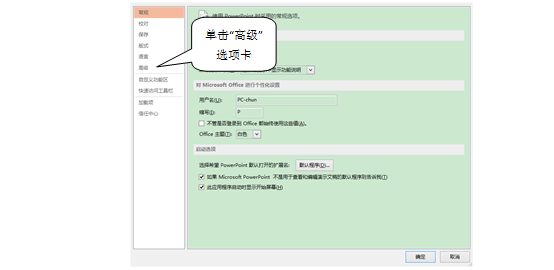 常规
校对
保存
版式
语言
高级
自定义功能区
快速访问工具栏
加载项
信任中心
使用 PowerPoint 时采用的常规选项。
单击“高级”
选项卡
显示功能说明
对 Microsoft Office 进行个性化设置
用户名(U): PC-chun
缩写(I): P
不管是否登录到 Office 都始终使用这些值(A)。
Office 主题(T): 白色
启动选项
选择希望 PowerPoint 默认打开的扩展名: 默认程序(D)...
如果 Microsoft PowerPoint 不是用于查看和编辑演示文稿的默认程序则告诉我(T)
此应用程序启动时显示开始屏幕(H)
确定 取消